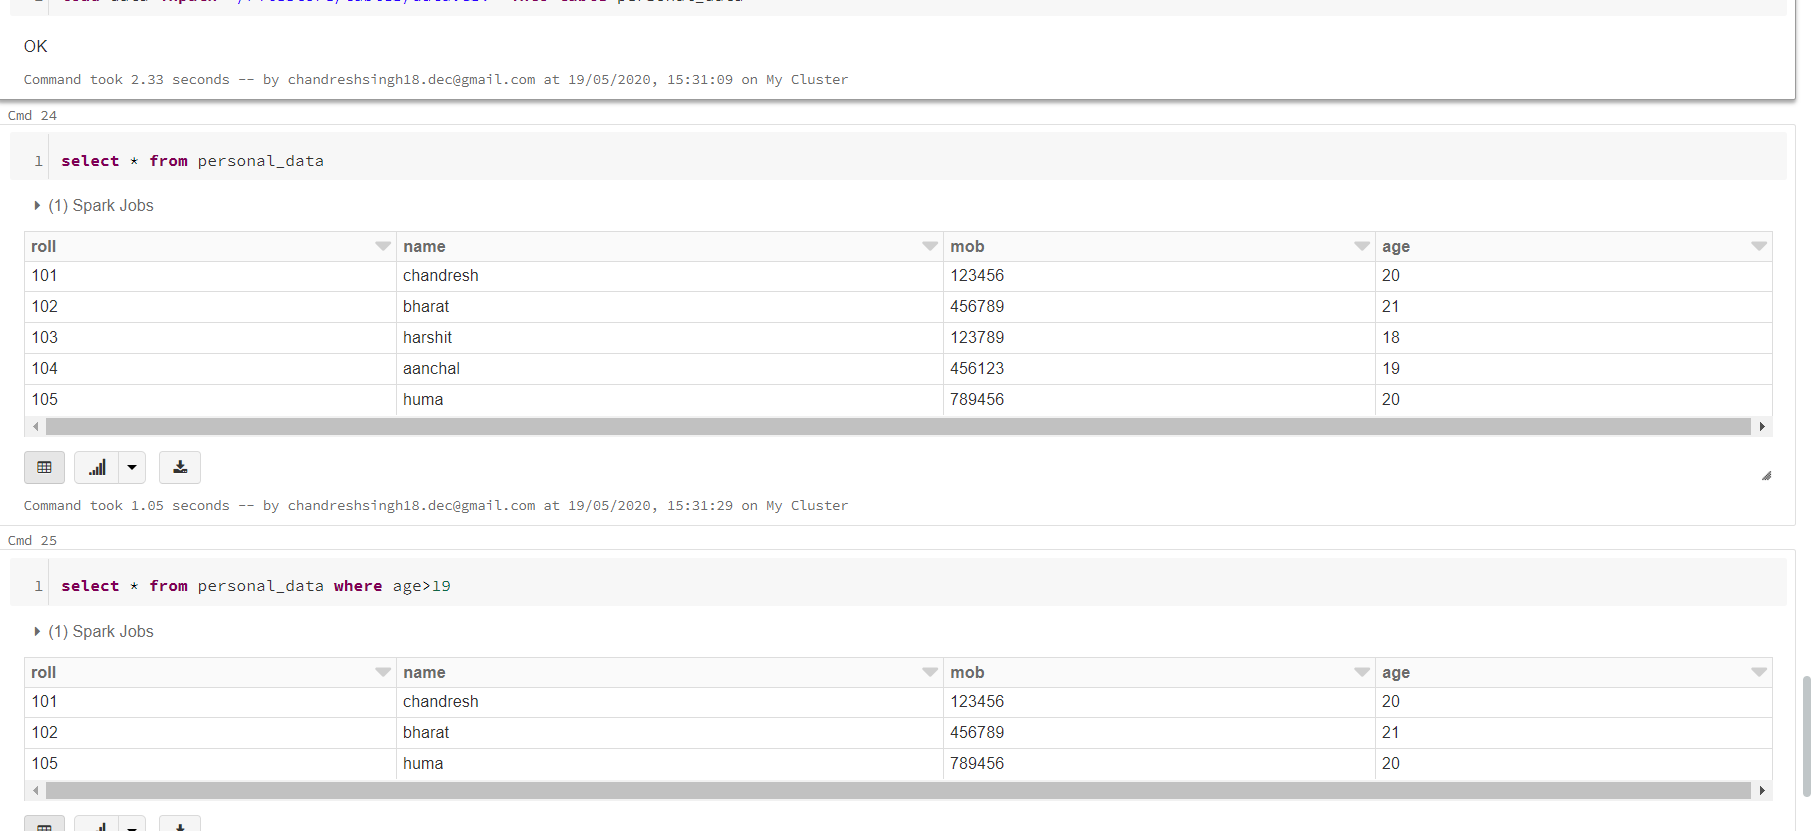 OK
Command took 2.33 seconds -- by chandreshsingh18.dec@gmail.com at 19/05/2020, 15:31:09 on My Cluster
Cmd 24
1 select * from personal_data
(1) Spark Jobs
roll name mob age
101 chandresh 123456 20
102 bharat 456789 21
103 harshit 123789 18
104 aanchal 456123 19
105 huma 789456 20
Command took 1.05 seconds -- by chandreshsingh18.dec@gmail.com at 19/05/2020, 15:31:29 on My Cluster
Cmd 25
1 select * from personal_data where age>19
(1) Spark Jobs
roll name mob age
101 chandresh 123456 20
102 bharat 456789 21
105 huma 789456 20